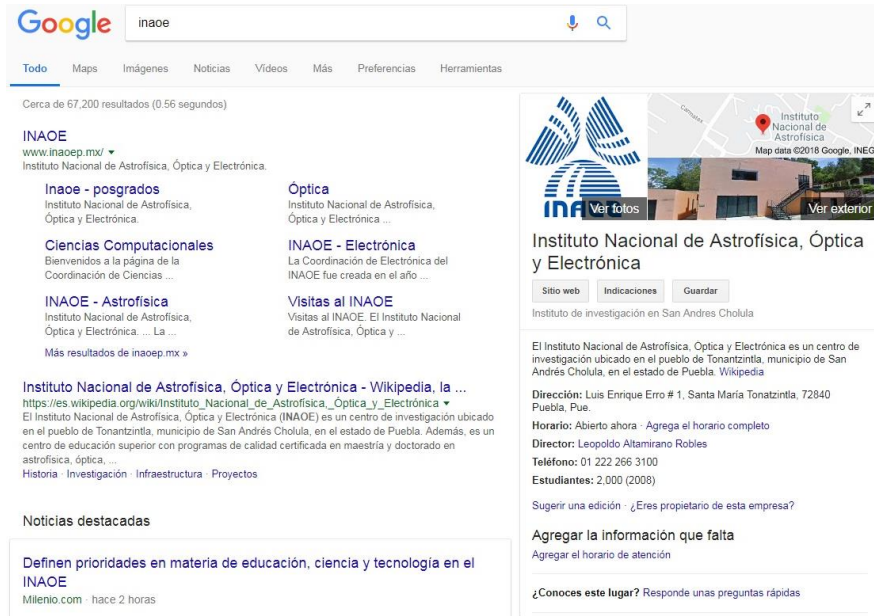 Google
inaoe
Todo Maps Imágenes Noticias Vídeos Más Preferencias Herramientas
Cerca de 67,200 resultados (0.56 segundos)
INAOE
www.inaoep.mx/
Instituto Nacional de Astrofísica, Óptica y Electrónica.
Inaoe - posgrados
Instituto Nacional de Astrofísica,
Óptica y Electrónica.
Óptica
Instituto Nacional de Astrofísica,
Óptica y Electrónica ...
Ciencias Computacionales
Bienvenidos a la página de la
Coordinación de Ciencias ...
INAOE - Electrónica
La Coordinación de Electrónica del
INAOE fue creada en el año ...
INAOE - Astrofísica
Instituto Nacional de Astrofísica,
Óptica y Electrónica. ... La ...
Visitas al INAOE
Visitas al INAOE. El Instituto Nacional
de Astrofísica, Óptica y ...
Más resultados de inaoep.mx »
Instituto Nacional de Astrofísica, Óptica y Electrónica - Wikipedia, la ...
https://es.wikipedia.org/wiki/Instituto_Nacional_de_Astrofísica,_Óptica_y_Electrónica
El Instituto Nacional de Astrofísica, Óptica y Electrónica (INAOE) es un centro de investigación ubicado
en el pueblo de Tonantzintla, municipio de San Andrés Cholula, en el estado de Puebla. Además, es un
centro de educación superior con programas de calidad certificada en maestría y doctorado en
astrofísica, óptica, ...
Historia · Investigación · Infraestructura · Proyectos
Noticias destacadas
Definen prioridades en materia de educación, ciencia y tecnología en el
INAOE
Milenio.com · hace 2 horas
Camaxtli
Instituto
Nacional de
Astrofísica
Map data ©2018 Google, INEG
Ver fotos
Ver exterior
Instituto Nacional de Astrofísica, Óptica
y Electrónica
Sitio web Indicaciones Guardar
Instituto de investigación en San Andres Cholula
El Instituto Nacional de Astrofísica, Optica y Electrónica es un centro de
investigación ubicado en el pueblo de Tonantzintla, municipio de San
Andrés Cholula, en el estado de Puebla. Wikipedia
Dirección: Luis Enrique Erro # 1, Santa María Tonatzintla, 72840
Puebla, Pue.
Horario: Abierto ahora · Agrega el horario completo
Director: Leopoldo Altamirano Robles
Teléfono: 01 222 266 3100
Estudiantes: 2,000 (2008)
Sugerir una edición · ¿Eres propietario de esta empresa?
Agregar la información que falta
Agregar el horario de atención
¿Conoces este lugar? Responde unas preguntas rápidas